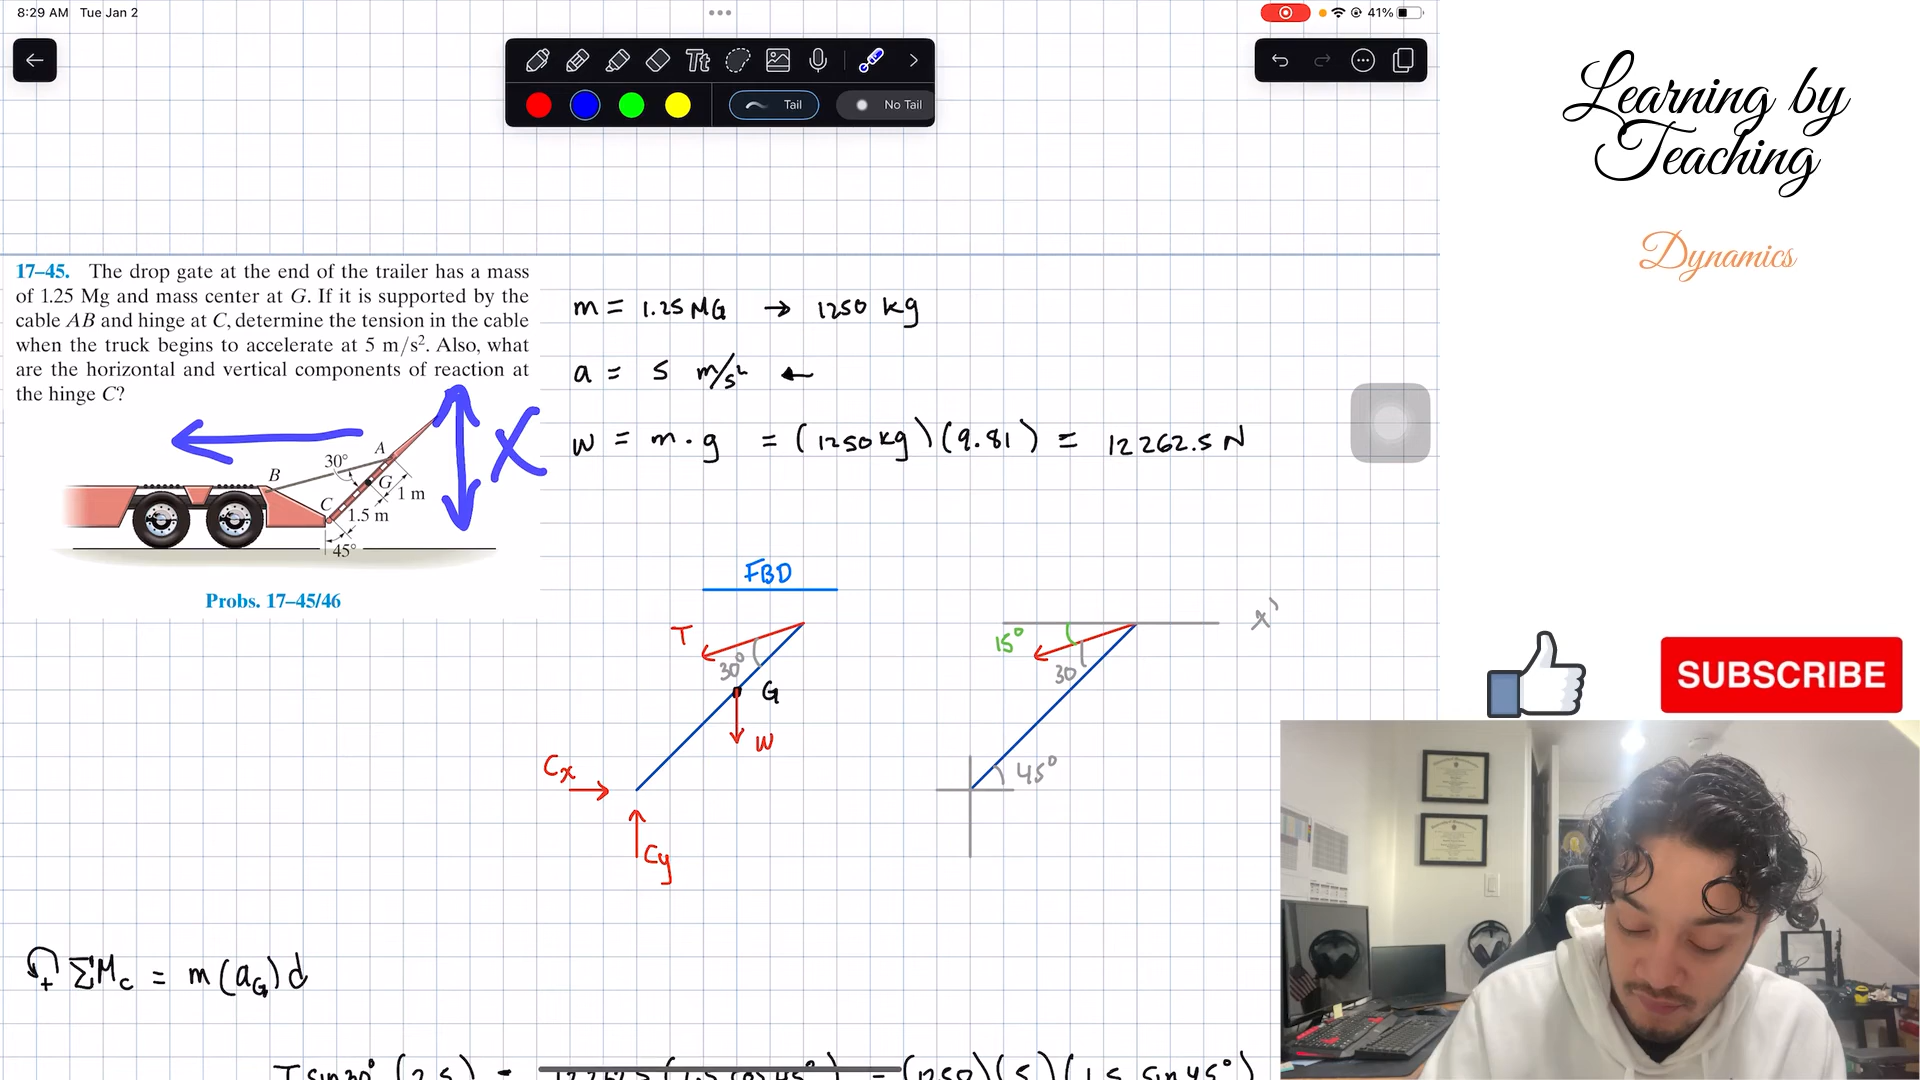 8:29 AM Tue Jan 2
41%
Tt
Tail
No Tail
Learning by
Teaching
Dynamics
17–45. The drop gate at the end of the trailer has a mass
of 1.25 Mg and mass center at G. If it is supported by the
cable AB and hinge at C, determine the tension in the cable
when the truck begins to accelerate at 5 m/s². Also, what
are the horizontal and vertical components of reaction at
the hinge C?
X
A
30°
B
G
1 m
C
1.5 m
45°
Probs. 17–45/46
m = 1.25 MG → 1250 kg
a = 5 m/s² ←
W = m · g = (1250 kg)(9.81) = 12262.5 N
FBD
T
30°
G
W
Cx
Cy
15°
30
x'
45°
SUBSCRIBE
+ ΣMc = m(aG)d